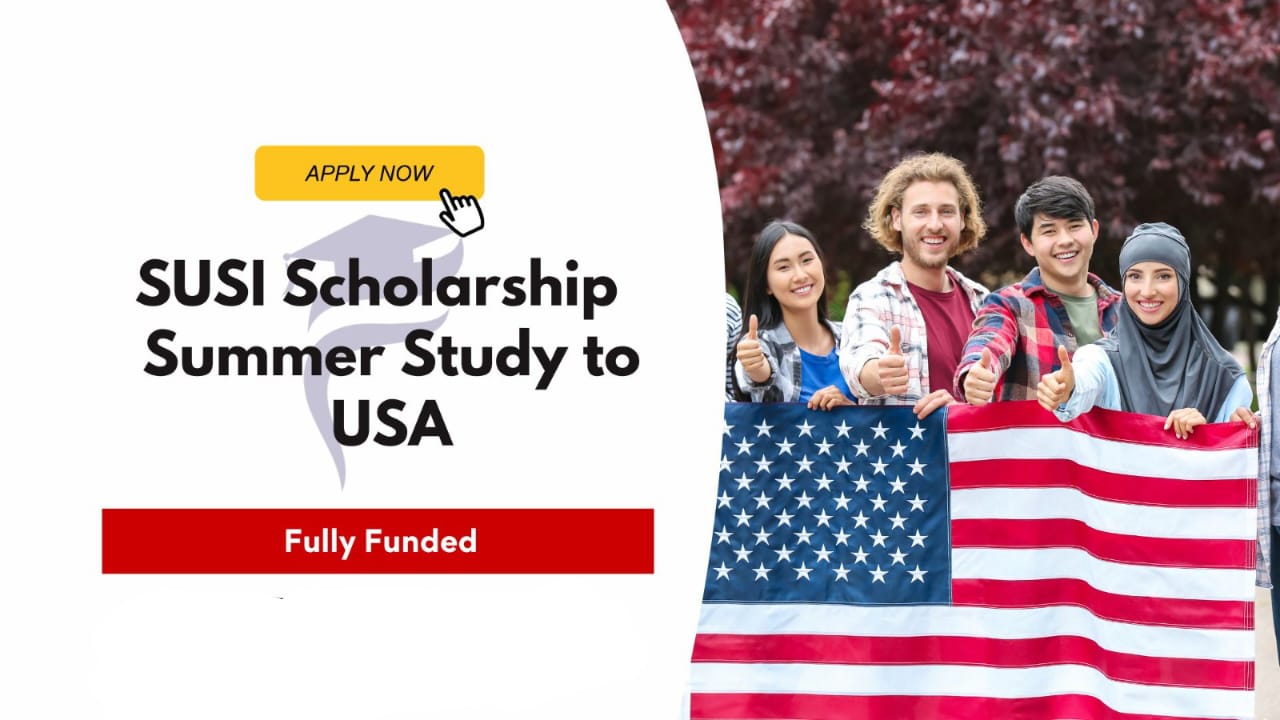 APPLY NOW
SUSI Scholarship
Summer Study to
USA
Fully Funded